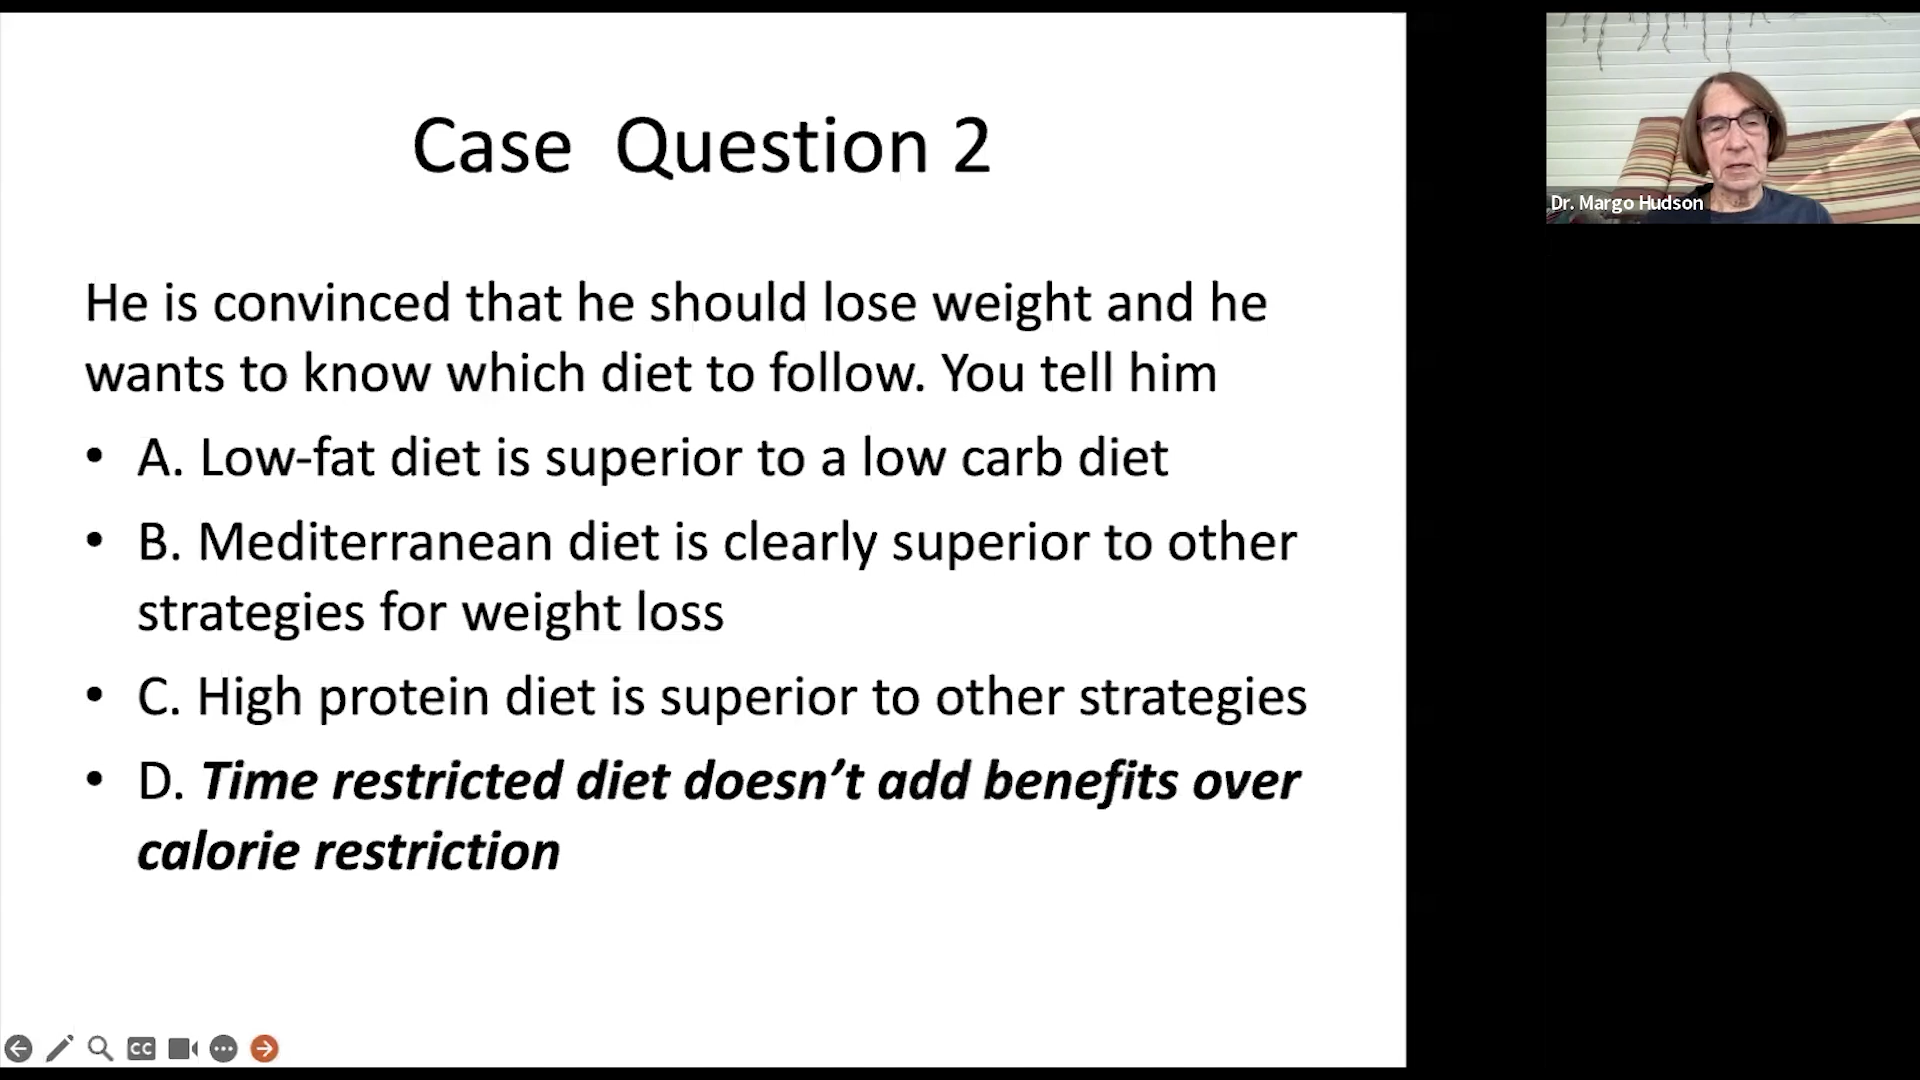 Case  Question 2
He is convinced that he should lose weight and he
wants to know which diet to follow. You tell him
• A. Low-fat diet is superior to a low carb diet
• B. Mediterranean diet is clearly superior to other
strategies for weight loss
• C. High protein diet is superior to other strategies
• D. Time restricted diet doesn’t add benefits over
calorie restriction
Dr. Margo Hudson
CC